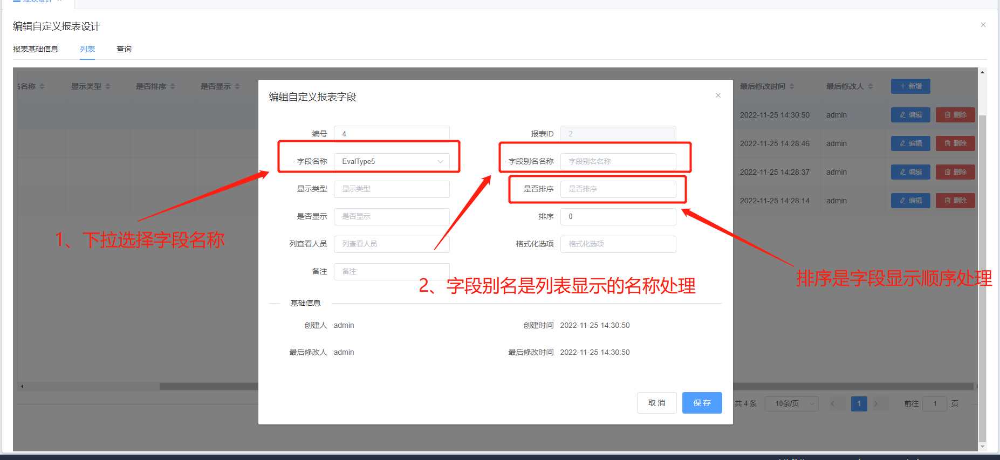 报表设计
编辑自定义报表设计
报表基础信息 列表 查询
名名称 显示类型 是否排序 是否显示 最后修改时间 最后修改人 新增
编辑自定义报表字段
2022-11-25 14:30:50 admin 编辑 删除
编号 4 报表ID 2
2022-11-25 14:28:46 admin 编辑 删除
字段名称 EvalType5 字段别名名称 字段别名名称
2022-11-25 14:28:37 admin 编辑 删除
显示类型 显示类型 是否排序 是否排序
2022-11-25 14:28:14 admin 编辑 删除
是否显示 是否显示 排序 0
1、下拉选择字段名称
列查看人员 列查看人员 格式化选项 格式化选项
备注 备注
排序是字段显示顺序处理
2、字段别名是列表显示的名称处理
基础信息
创建人 admin 创建时间 2022-11-25 14:30:50
最后修改人 admin 最后修改时间 2022-11-25 14:30:50
取消 保存
共 4 条 10条/页 1 前往 1 页